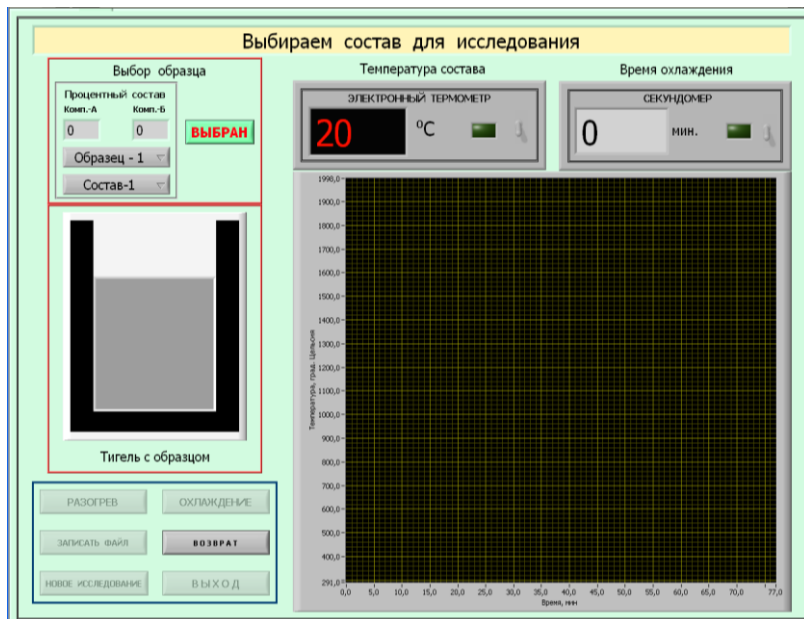 Выбираем состав для исследования
Выбор образца
Процентный состав
Комп.-А Комп.-Б
0 0
ВЫБРАН
Образец - 1
Состав-1
Тигель с образцом
РАЗОГРЕВ
ОХЛАЖДЕНИЕ
ЗАПИСАТЬ ФАЙЛ
ВОЗВРАТ
НОВОЕ ИССЛЕДОВАНИЕ
ВЫХОД
Температура состава
ЭЛЕКТРОННЫЙ ТЕРМОМЕТР
20 ⁰С
Время охлаждения
СЕКУНДОМЕР
0 мин.
Температура, град. Цельсия
1998,0
1900,0
1800,0
1700,0
1600,0
1500,0
1400,0
1300,0
1200,0
1100,0
1000,0
900,0
800,0
700,0
600,0
500,0
400,0
291,0
0,0 5,0 10,0 15,0 20,0 25,0 30,0 35,0 40,0 45,0 50,0 55,0 60,0 65,0 70,0 77,0
Время, мин